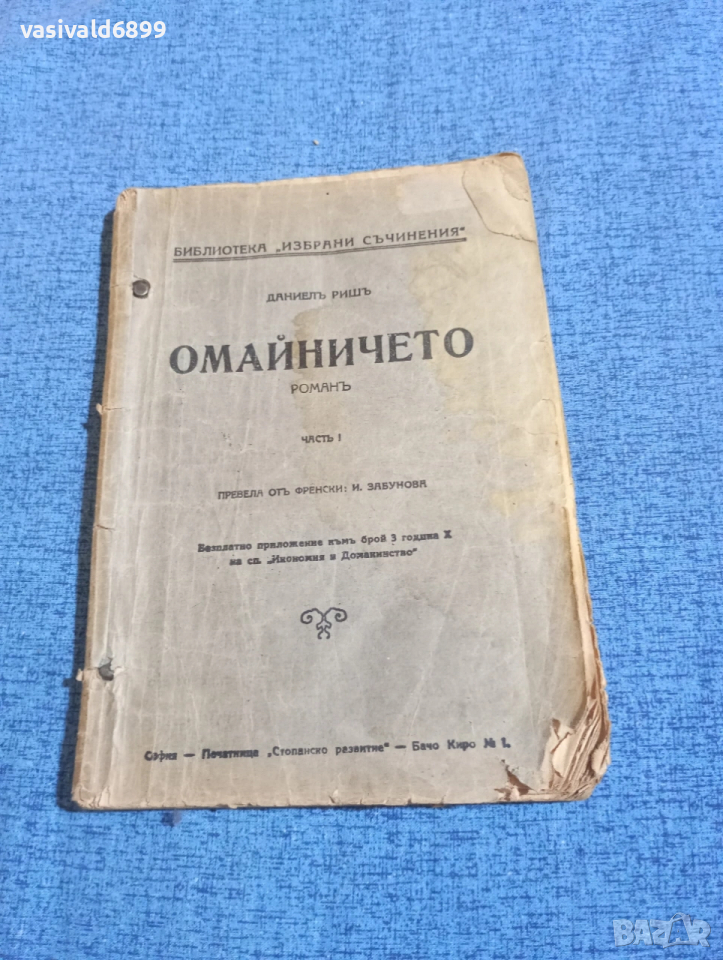 vasivald6899
БИБЛИОТЕКА „ИЗБРАНИ СЪЧИНЕНИЯ“
ДАНИЕЛЪ РИШЪ
ОМАЙНИЧЕТО
РОМАНЪ
ЧАСТЬ I
ПРЕВЕЛА ОТЪ ФРЕНСКИ: И. ЗАБУНОВА
Безплатно приложение къмъ брой 3 година X
на сп. „Икономия и Домакинство“
София — Печатница „Стопанско развитие“ — Бачо Киро № 1.
BAZAR